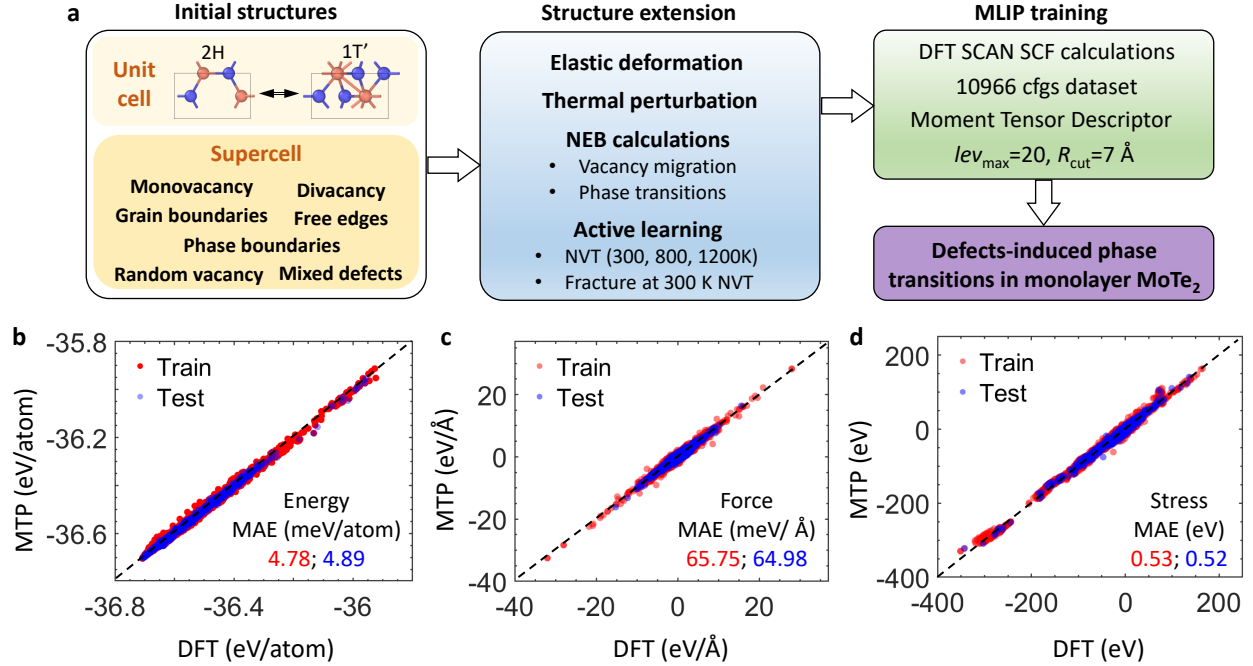 a
Initial structures
Unit
cell
2H
1T’
Supercell
Monovacancy
Divacancy
Grain boundaries
Free edges
Phase boundaries
Random vacancy
Mixed defects
Structure extension
Elastic deformation
Thermal perturbation
NEB calculations
• Vacancy migration
• Phase transitions
Active learning
• NVT (300, 800, 1200K)
• Fracture at 300 K NVT
MLIP training
DFT SCAN SCF calculations
10966 cfgs dataset
Moment Tensor Descriptor
lev_max=20, R_cut=7 Å
Defects-induced phase
transitions in monolayer MoTe₂
b
-35.8
-36.2
-36.6
MTP (eV/atom)
Train
Test
Energy
MAE (meV/atom)
4.78; 4.89
-36.8
-36.4
-36
DFT (eV/atom)
c
20
0
-20
-40
MTP (eV/Å)
Train
Test
Force
MAE (meV/ Å)
65.75; 64.98
-40
-20
0
20
DFT (eV/Å)
d
200
0
-200
-400
MTP (eV)
Train
Test
Stress
MAE (eV)
0.53; 0.52
-400
-200
0
200
DFT (eV)